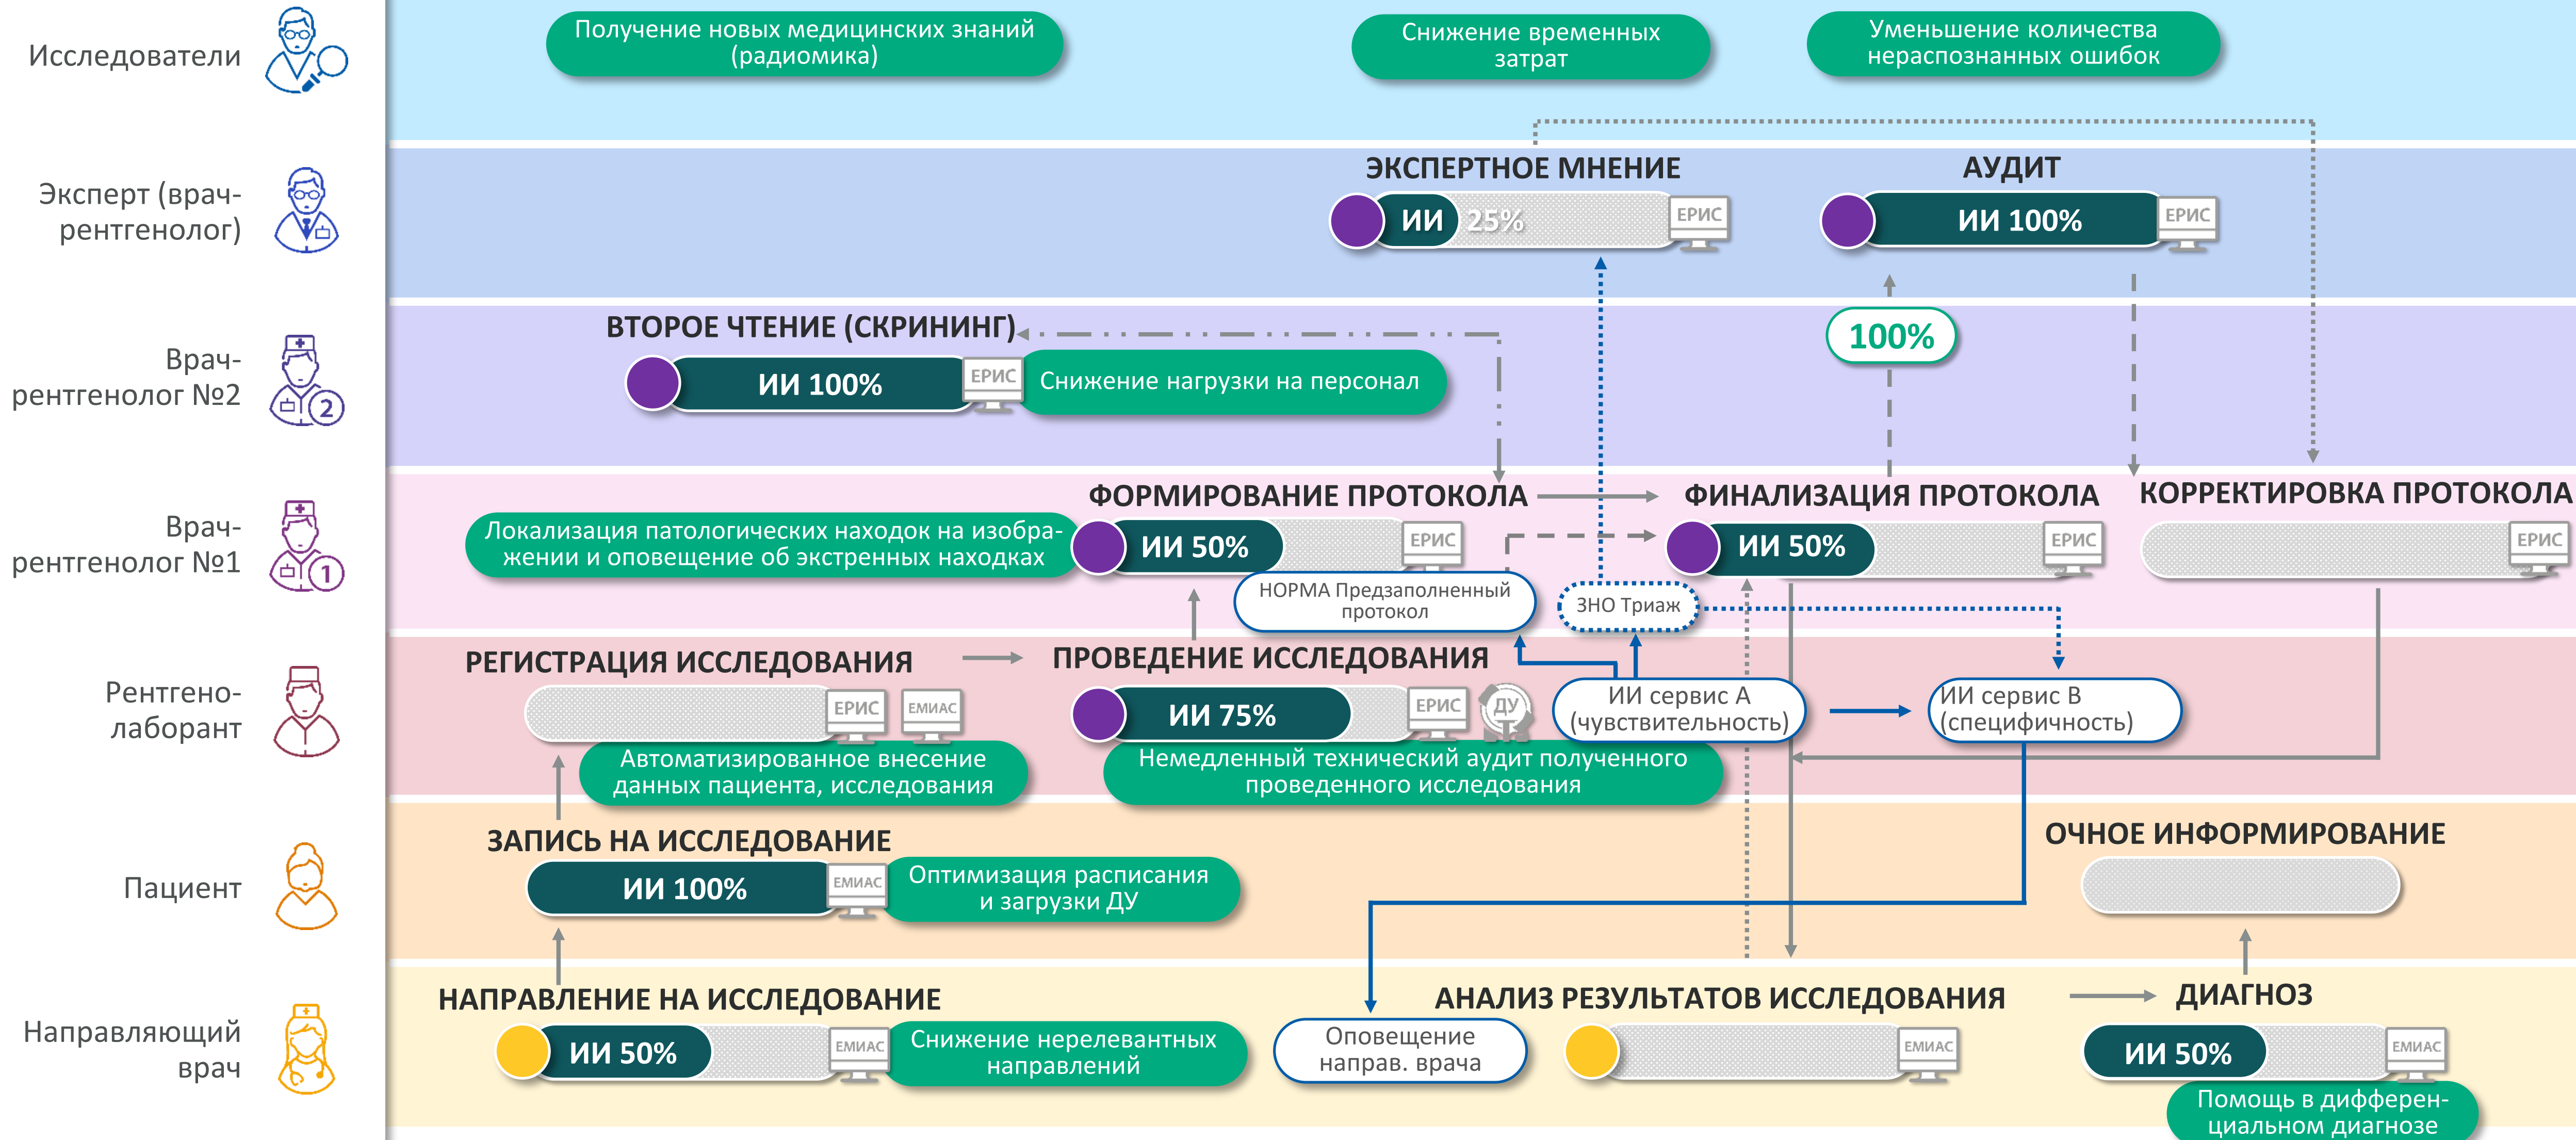 Исследователи
Получение новых медицинских знаний
(радиомика)
Снижение временных
затрат
Уменьшение количества
нераспознанных ошибок
Эксперт (врач-
рентгенолог)
ЭКСПЕРТНОЕ МНЕНИЕ
ИИ 25%
ЕРИС
АУДИТ
ИИ 100%
ЕРИС
Врач-
рентгенолог №2
2
ВТОРОЕ ЧТЕНИЕ (СКРИНИНГ)
ИИ 100%
ЕРИС
Снижение нагрузки на персонал
100%
Врач-
рентгенолог №1
1
Локализация патологических находок на изобра-
жении и оповещение об экстренных находках
ФОРМИРОВАНИЕ ПРОТОКОЛА
ИИ 50%
ЕРИС
НОРМА Предзаполненный
протокол
ЗНО Триаж
ФИНАЛИЗАЦИЯ ПРОТОКОЛА
ИИ 50%
ЕРИС
КОРРЕКТИРОВКА ПРОТОКОЛА
ЕРИС
Рентгено-
лаборант
РЕГИСТРАЦИЯ ИССЛЕДОВАНИЯ
ЕРИС
ЕМИАС
Автоматизированное внесение
данных пациента, исследования
ПРОВЕДЕНИЕ ИССЛЕДОВАНИЯ
ИИ 75%
ЕРИС
ДУ
Немедленный технический аудит полученного
проведенного исследования
ИИ сервис А
(чувствительность)
ИИ сервис В
(специфичность)
Пациент
ЗАПИСЬ НА ИССЛЕДОВАНИЕ
ИИ 100%
ЕМИАС
Оптимизация расписания
и загрузки ДУ
ОЧНОЕ ИНФОРМИРОВАНИЕ
Направляющий
врач
НАПРАВЛЕНИЕ НА ИССЛЕДОВАНИЕ
ИИ 50%
ЕМИАС
Снижение нерелевантных
направлений
Оповещение
направ. врача
АНАЛИЗ РЕЗУЛЬТАТОВ ИССЛЕДОВАНИЯ
ЕМИАС
ДИАГНОЗ
ИИ 50%
ЕМИАС
Помощь в дифферен-
циальном диагнозе